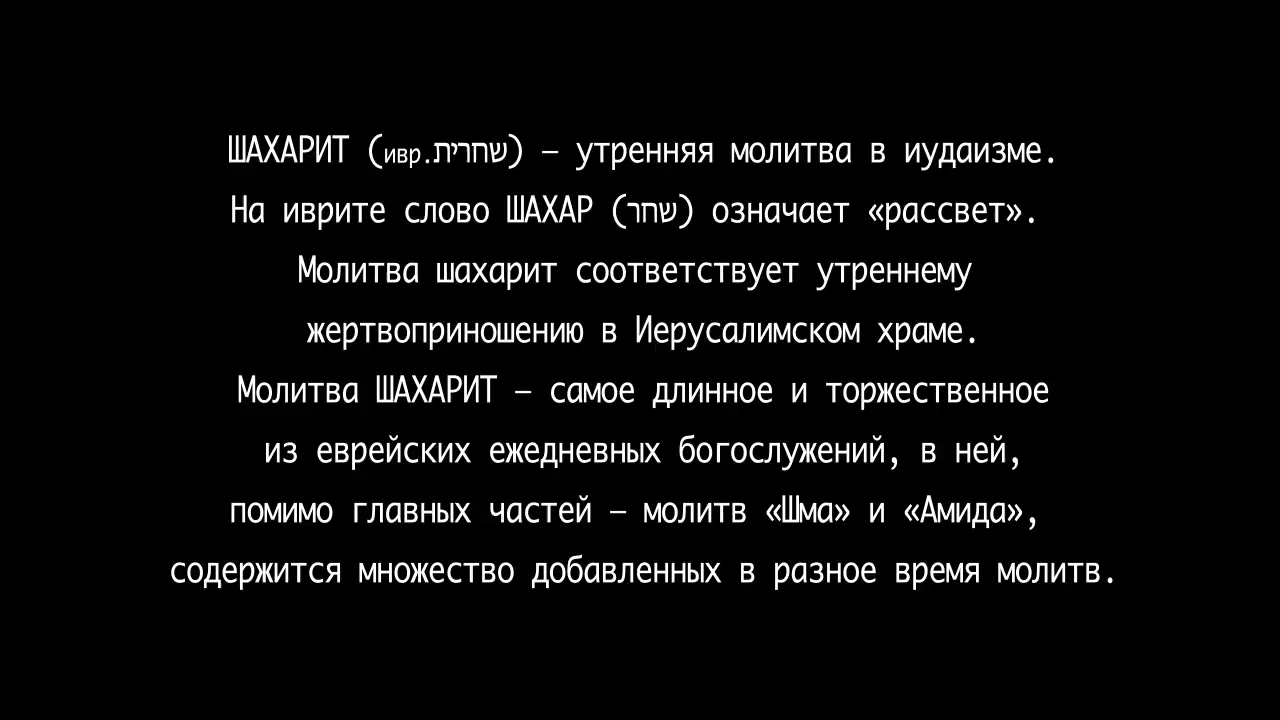 ШАХАРИТ (ивр.שחרית) – утренняя молитва в иудаизме.
На иврите слово ШАХАР (שחר) означает «рассвет».
Молитва шахарит соответствует утреннему
жертвоприношению в Иерусалимском храме.
Молитва ШАХАРИТ – самое длинное и торжественное
из еврейских ежедневных богослужений, в ней,
помимо главных частей – молитв «Шма» и «Амида»,
содержится множество добавленных в разное время молитв.